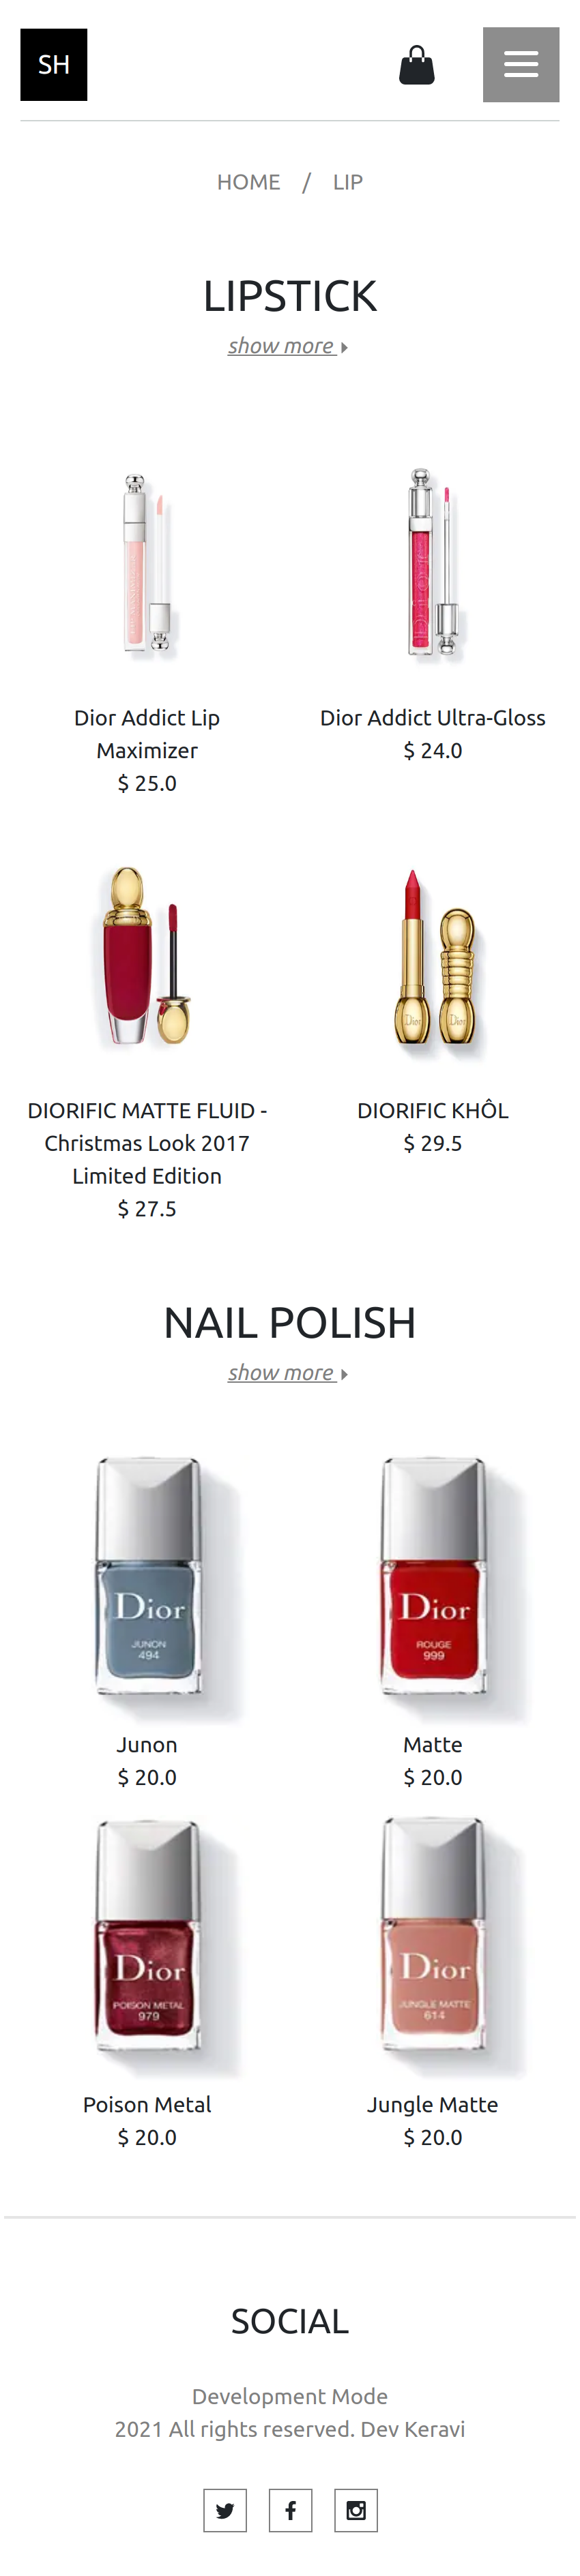 SH
HOME / LIP
LIPSTICK
show more
Dior Addict Lip
Maximizer
$ 25.0
Dior Addict Ultra-Gloss
$ 24.0
Dior
Dior
DIORIFIC MATTE FLUID -
Christmas Look 2017
Limited Edition
$ 27.5
DIORIFIC KHÔL
$ 29.5
NAIL POLISH
show more
Dior
JUNON
494
Dior
ROUGE
999
Junon
$ 20.0
Matte
$ 20.0
Dior
POISON METAL
979
Dior
JUNGLE MATTE
614
Poison Metal
$ 20.0
Jungle Matte
$ 20.0
SOCIAL
Development Mode
2021 All rights reserved. Dev Keravi